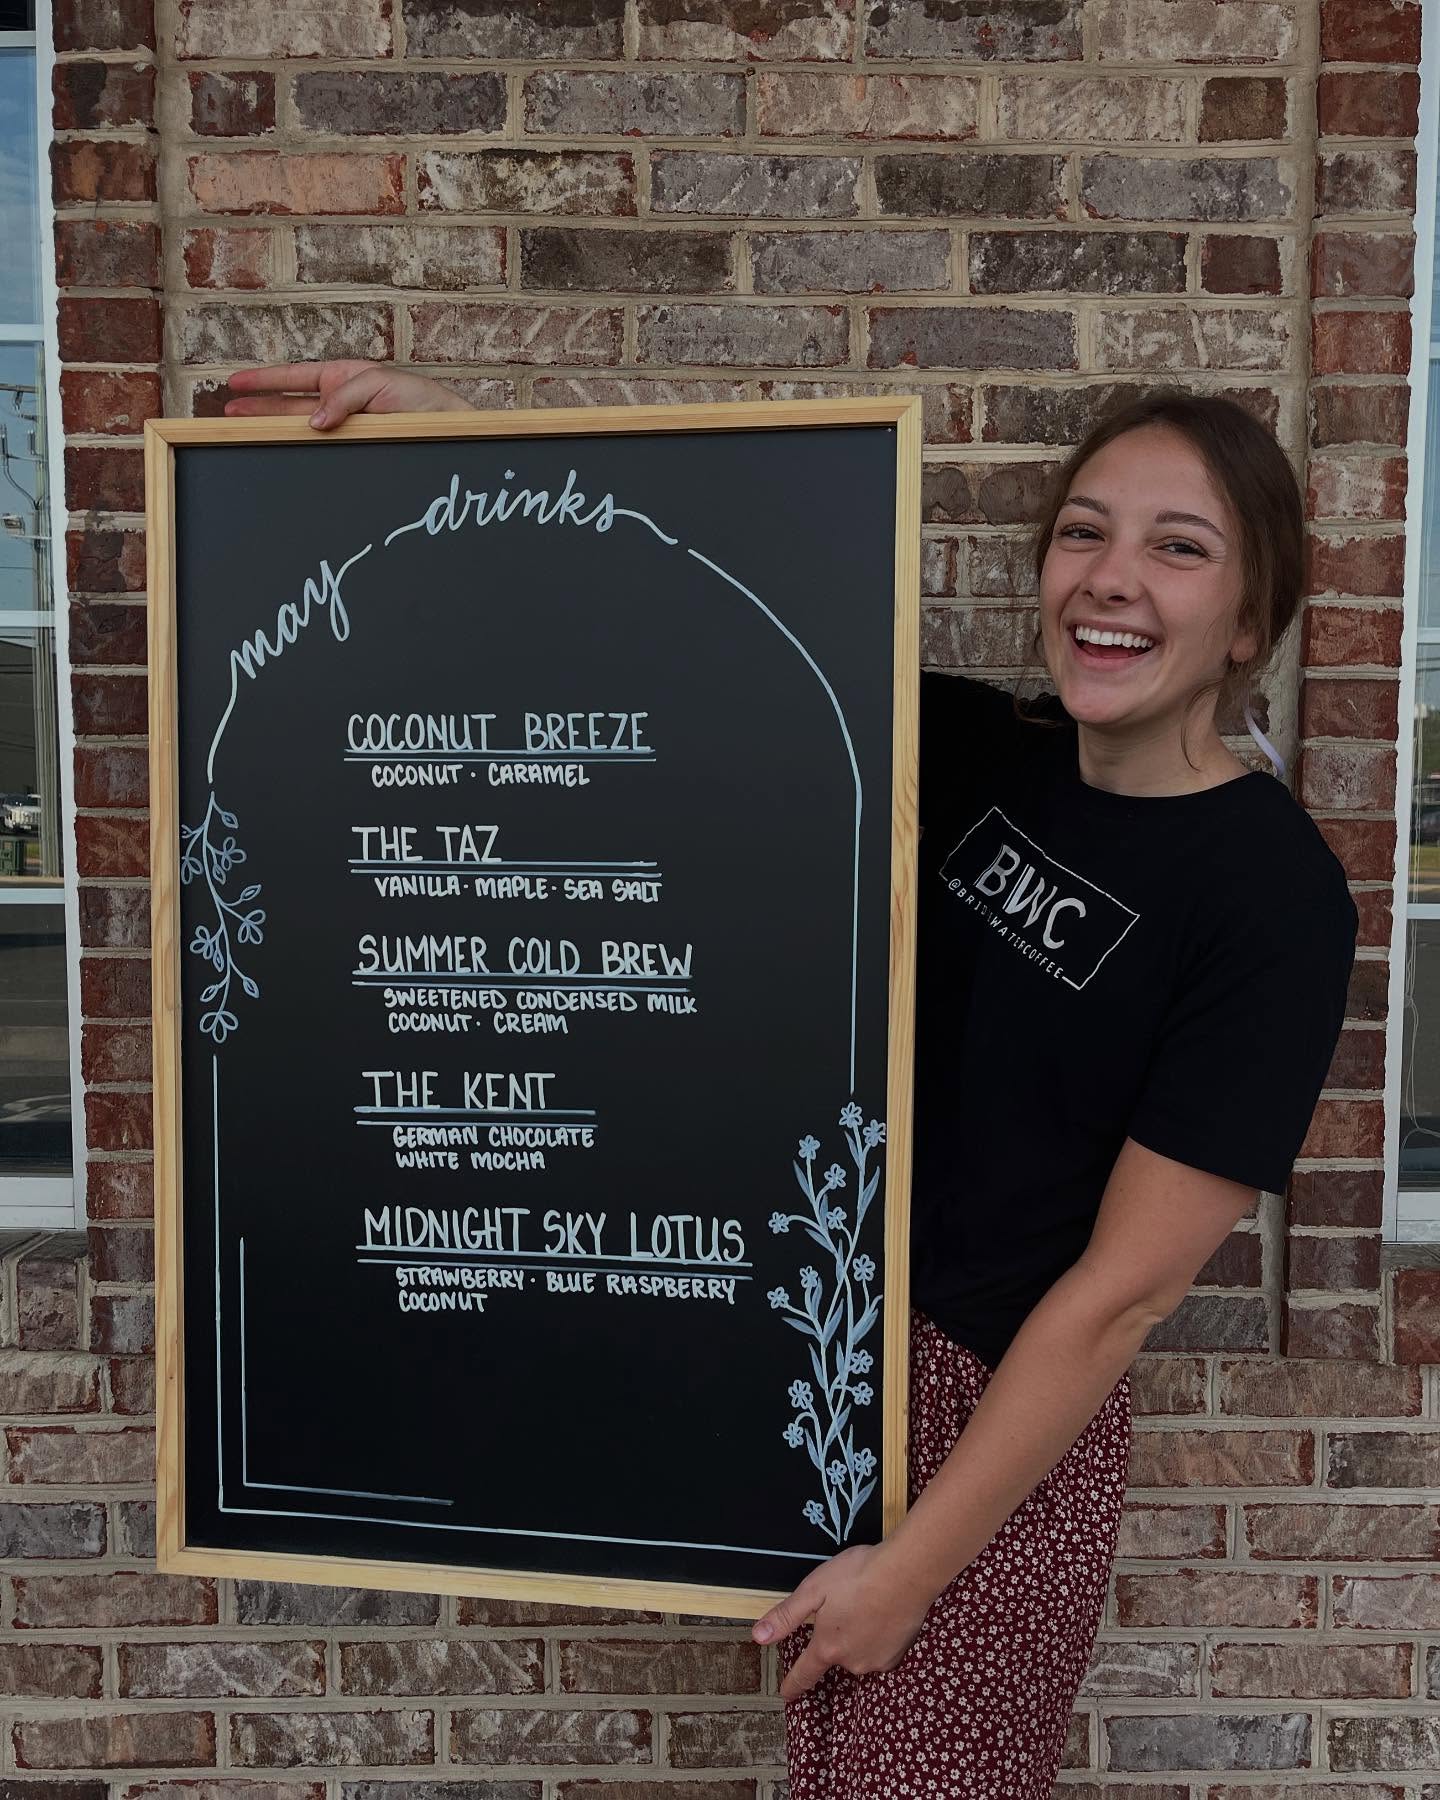 may drinks
COCONUT BREEZE
COCONUT · CARAMEL
THE TAZ
VANILLA · MAPLE · SEA SALT
SUMMER COLD BREW
SWEETENED CONDENSED MILK
COCONUT · CREAM
THE KENT
GERMAN CHOCOLATE
WHITE MOCHA
MIDNIGHT SKY LOTUS
STRAWBERRY · BLUE RASPBERRY
COCONUT
BWC
@BRIDGWATERCOFFEE